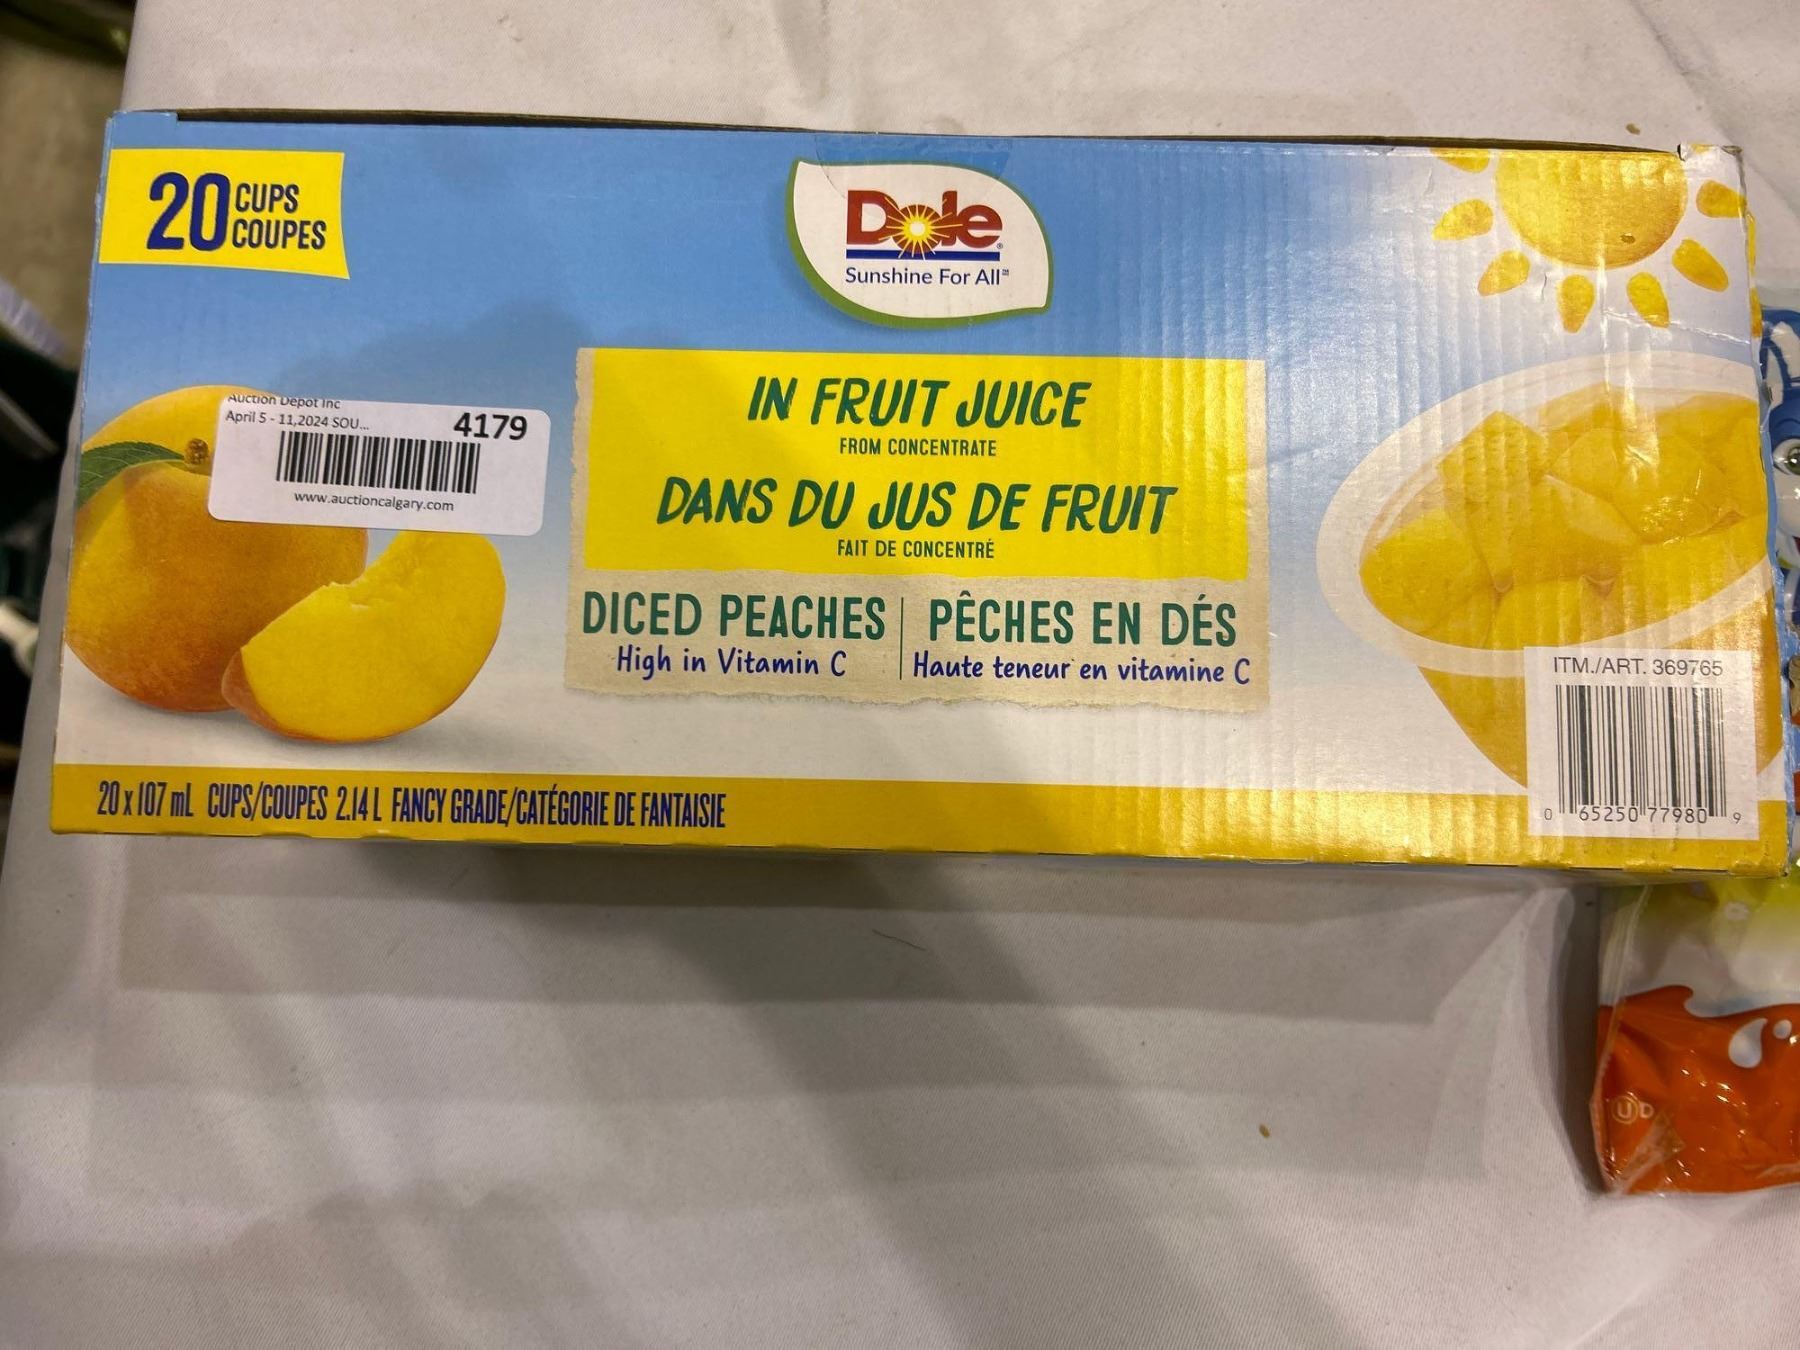 20 CUPS
COUPES
Dole®
Sunshine For All™
Auction Depot Inc
April 5 - 11,2024 SOU...
4179
www.auctioncalgary.com
IN FRUIT JUICE
FROM CONCENTRATE
DANS DU JUS DE FRUIT
FAIT DE CONCENTRÉ
DICED PEACHES
High in Vitamin C
PÊCHES EN DÉS
Haute teneur en vitamine C
ITM./ART. 369765
0 65250 77980 9
20 x 107 mL CUPS/COUPES 2.14 L FANCY GRADE/CATÉGORIE DE FANTAISIE
U D